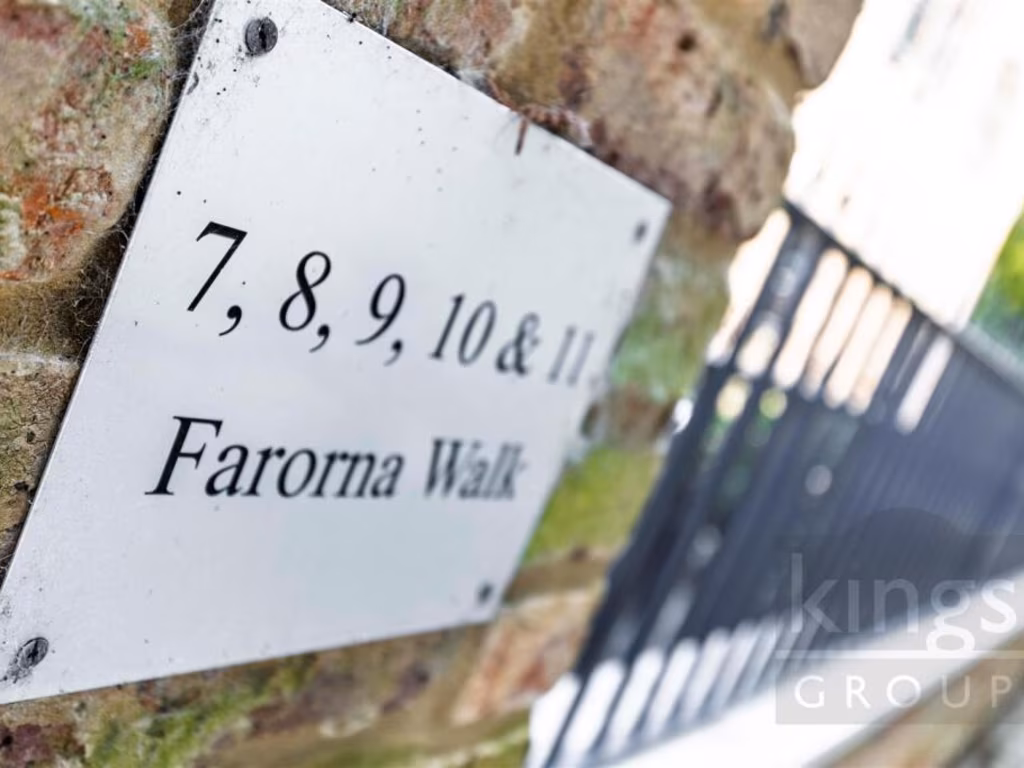 7, 8, 9, 10 & 11
Farorna Walk
kings
GROUP